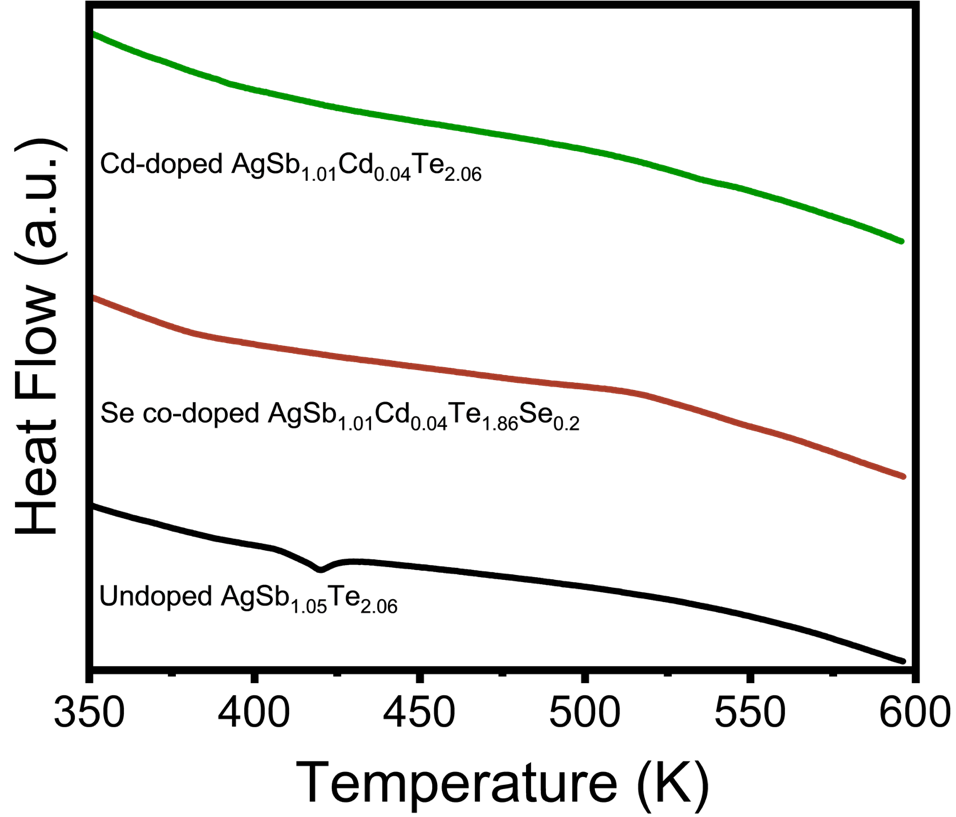 Heat Flow (a.u.)
Cd-doped AgSb₁.₀₁Cd₀.₀₄Te₂.₀₆
Se co-doped AgSb₁.₀₁Cd₀.₀₄Te₁.₈₆Se₀.₂
Undoped AgSb₁.₀₅Te₂.₀₆
350 400 450 500 550 600
Temperature (K)